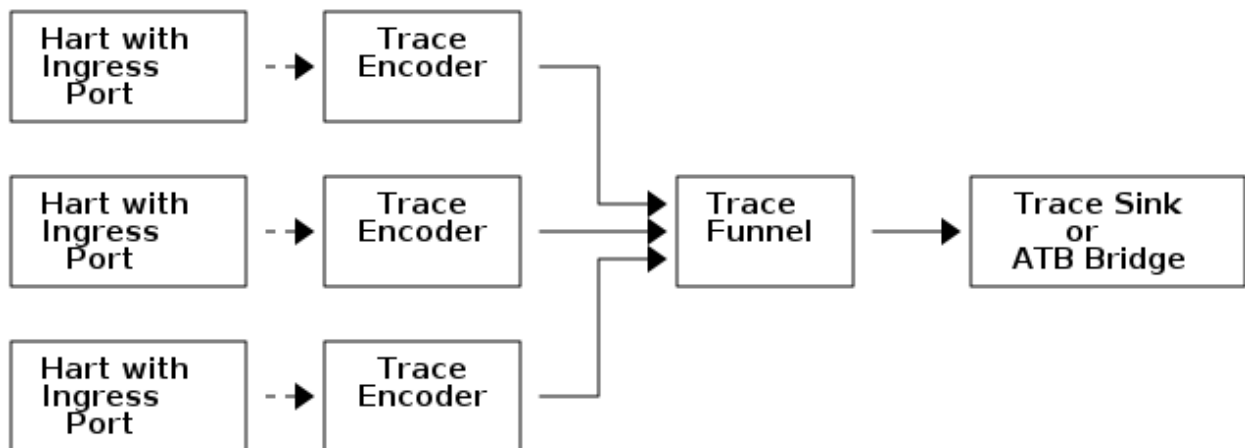 Hart with
Ingress
Port
Trace
Encoder
Hart with
Ingress
Port
Trace
Encoder
Trace
Funnel
Trace Sink
or
ATB Bridge
Hart with
Ingress
Port
Trace
Encoder